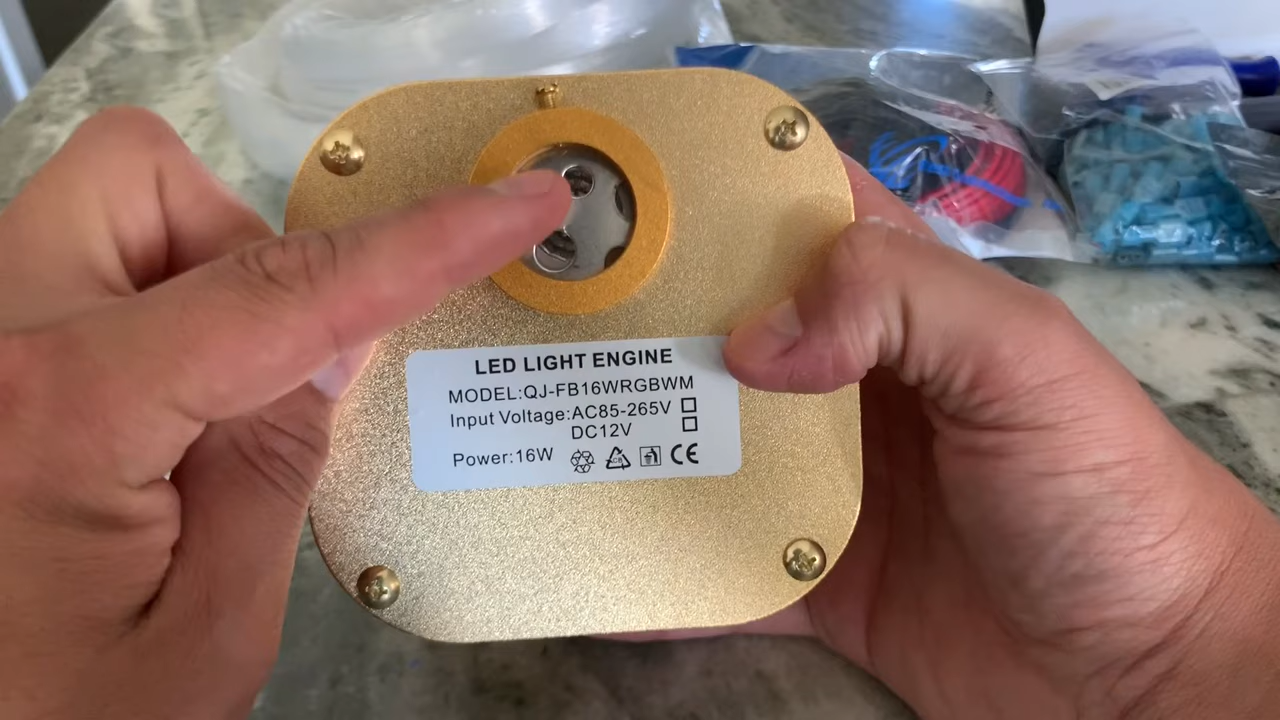 LED LIGHT ENGINE
MODEL:QJ-FB16WRGBWM
Input Voltage:AC85-265V
DC12V
Power:16W CE